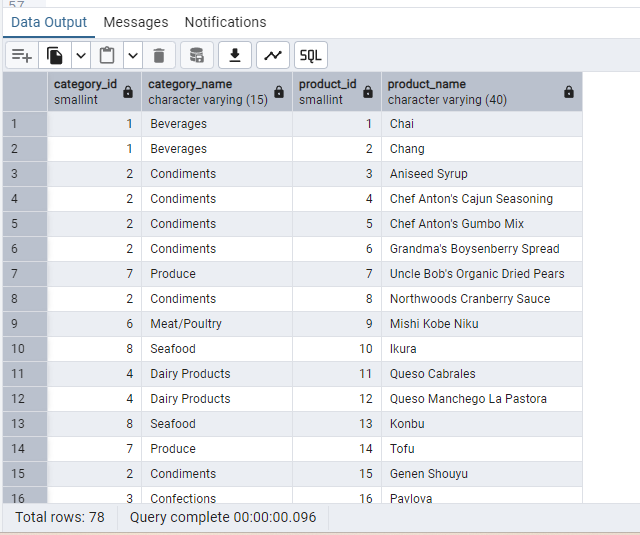 57
Data Output Messages Notifications
SQL
category_id category_name product_id product_name
smallint character varying (15) smallint character varying (40)
1 1 Beverages 1 Chai
2 1 Beverages 2 Chang
3 2 Condiments 3 Aniseed Syrup
4 2 Condiments 4 Chef Anton's Cajun Seasoning
5 2 Condiments 5 Chef Anton's Gumbo Mix
6 2 Condiments 6 Grandma's Boysenberry Spread
7 7 Produce 7 Uncle Bob's Organic Dried Pears
8 2 Condiments 8 Northwoods Cranberry Sauce
9 6 Meat/Poultry 9 Mishi Kobe Niku
10 8 Seafood 10 Ikura
11 4 Dairy Products 11 Queso Cabrales
12 4 Dairy Products 12 Queso Manchego La Pastora
13 8 Seafood 13 Konbu
14 7 Produce 14 Tofu
15 2 Condiments 15 Genen Shouyu
16 3 Confections 16 Pavlova
Total rows: 78 Query complete 00:00:00.096